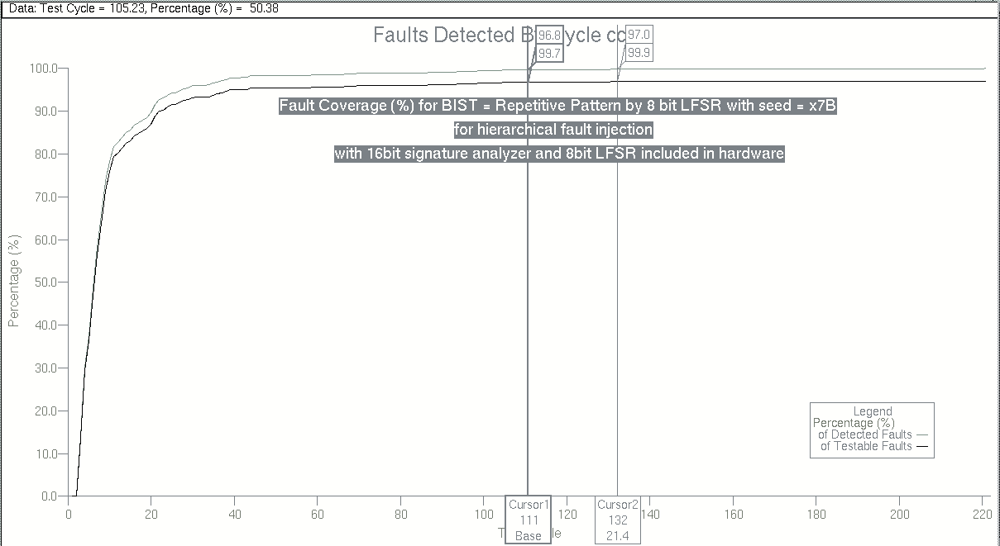 Data: Test Cycle = 105.23, Percentage (%) = 50.38
Faults Detected B ycle cc
96.8
99.7
97.0
99.9
100.0
90.0
80.0
70.0
60.0
50.0
40.0
30.0
20.0
10.0
0.0
Percentage (%)
Fault Coverage (%) for BIST = Repetitive Pattern by 8 bit LFSR with seed = x7B
for hierarchical fault injection
with 16bit signature analyzer and 8bit LFSR included in hardware
Legend
Percentage (%)
of Detected Faults
of Testable Faults
0 20 40 60 80 100 120 140 160 180 200 220
Cursor1
111
Base
Cursor2
132
21.4
T le